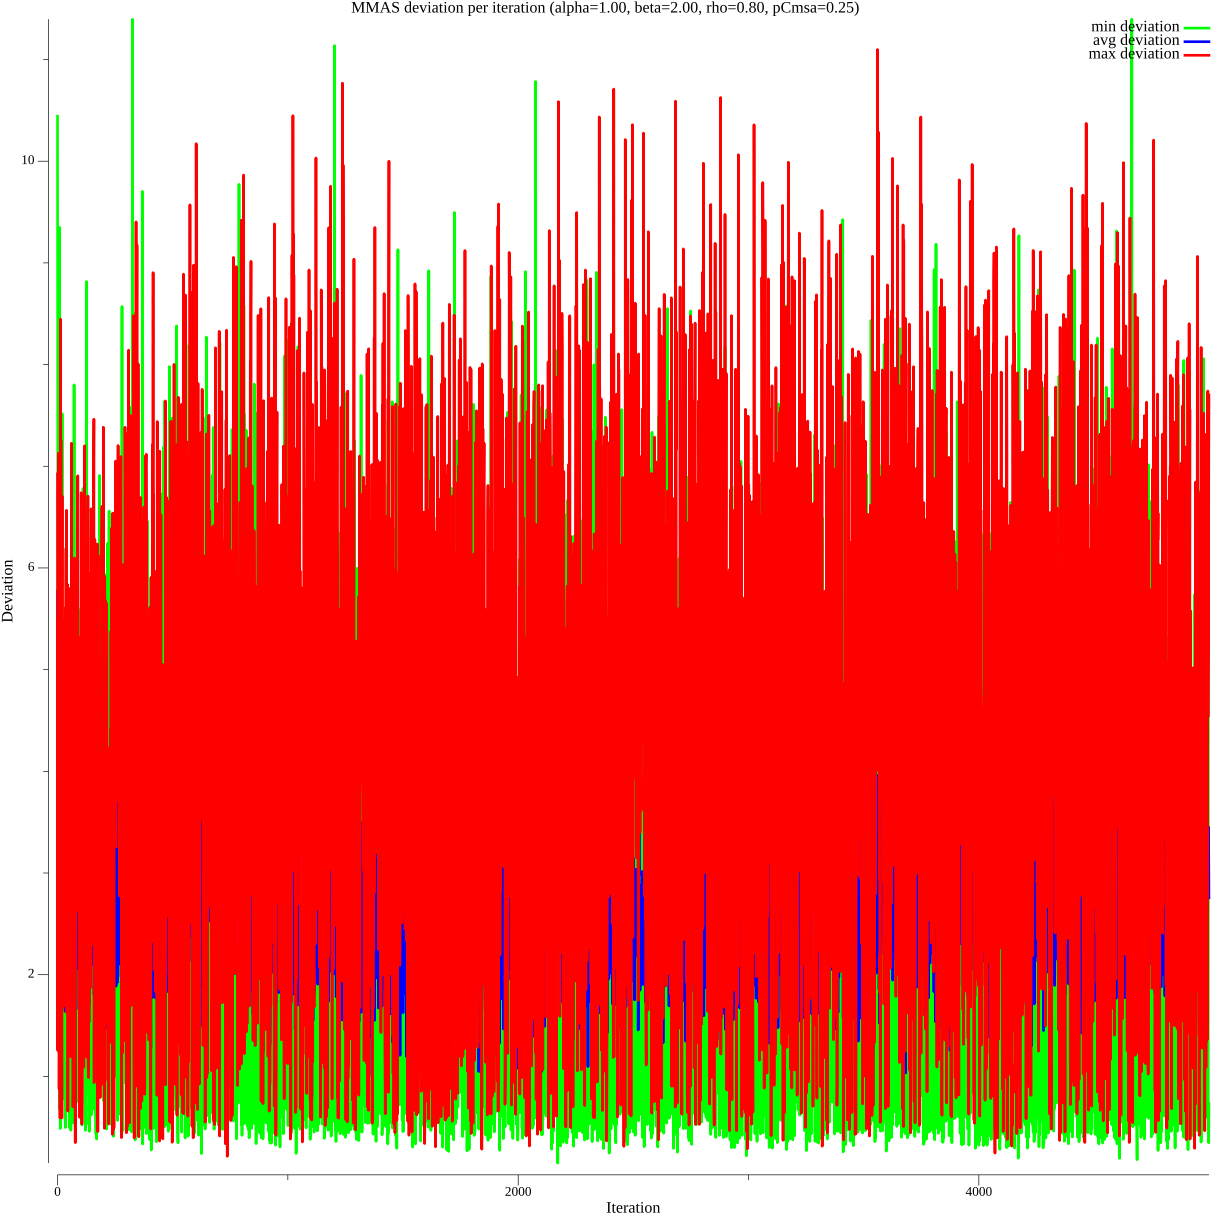 MMAS deviation per iteration (alpha=1.00, beta=2.00, rho=0.80, pCmsa=0.25)
min deviation
avg deviation
max deviation
10
6
2
Deviation
0
2000
4000
Iteration